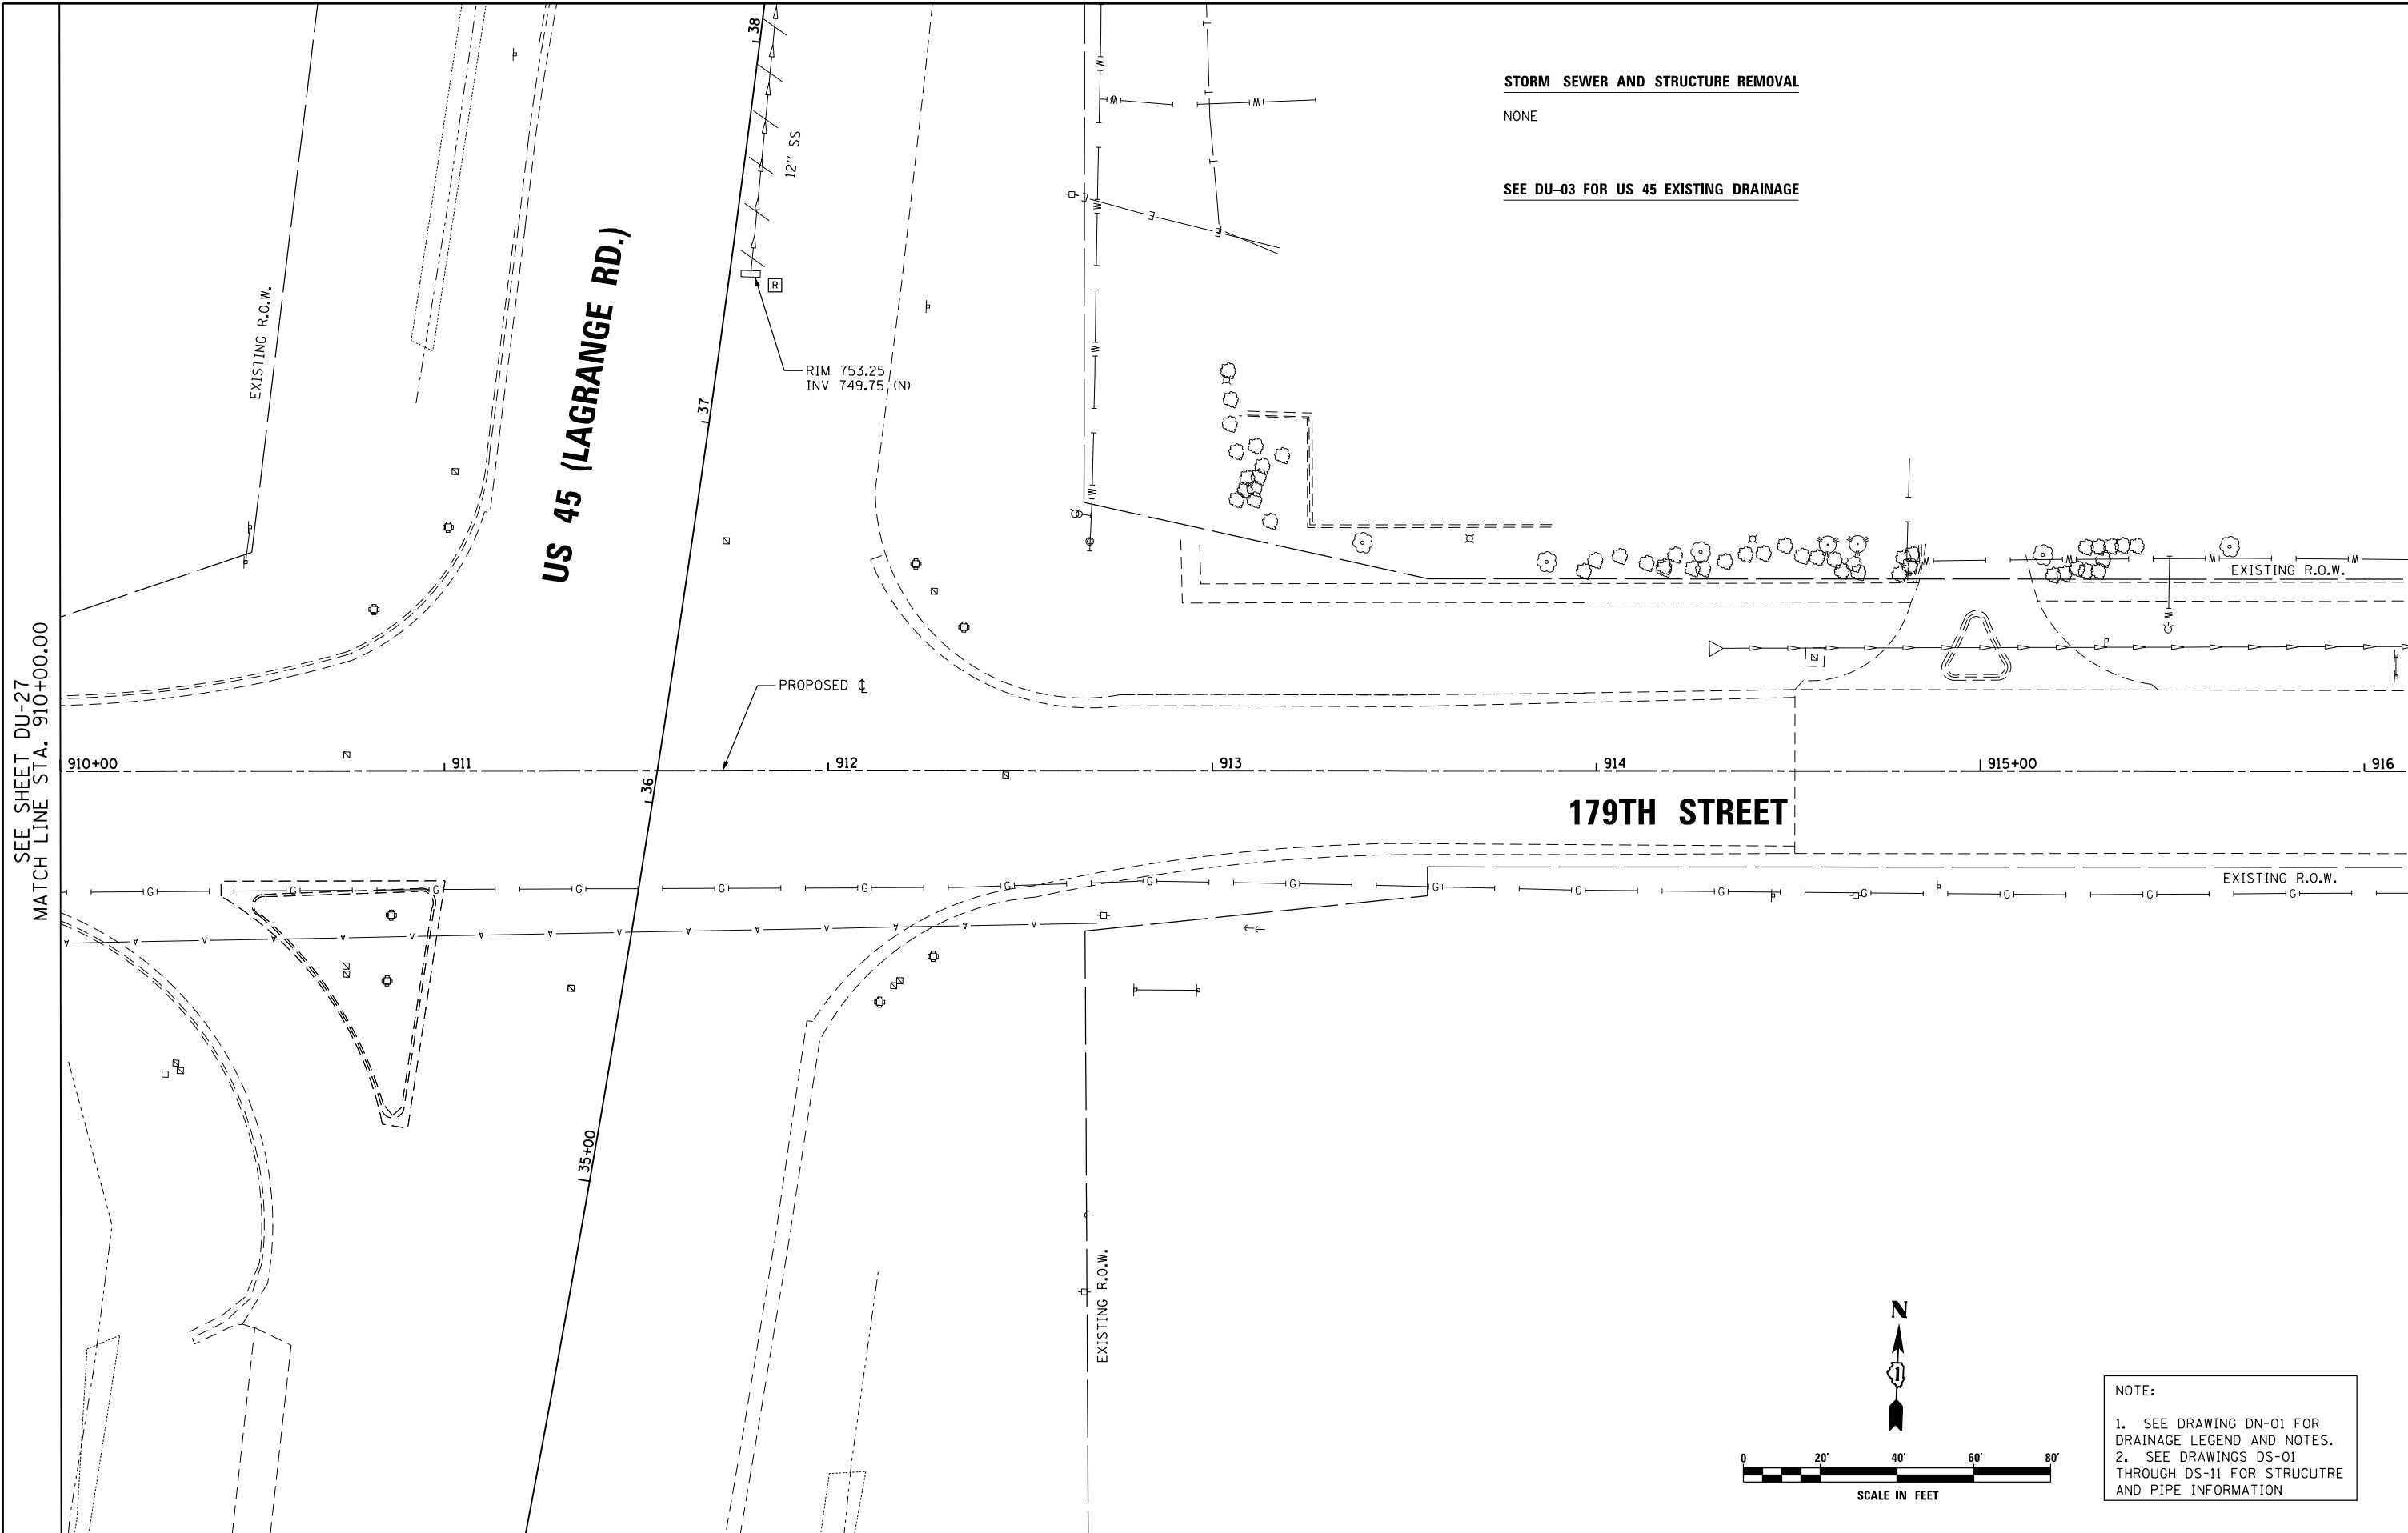 STORM SEWER AND STRUCTURE REMOVAL
NONE
SEE DU-03 FOR US 45 EXISTING DRAINAGE
38
12'' SS
R
EXISTING R.O.W.
US 45 (LAGRANGE RD.)
RIM 753.25
INV 749.75 (N)
37
W
W
W
W
W
W
E
E
E
T
T
T
T
W
W
W
W
W
EXISTING R.O.W.
SEE SHEET DU-27
MATCH LINE STA. 910+00.00
PROPOSED ℄
910+00
911
912
913
914
915+00
916
36
179TH STREET
G G G G G G G G G G G G G G G G
EXISTING R.O.W.
A A A A A A A A A A A A A A A
35+00
EXISTING R.O.W.
N
1
0 20' 40' 60' 80'
SCALE IN FEET
NOTE:
1. SEE DRAWING DN-01 FOR
DRAINAGE LEGEND AND NOTES.
2. SEE DRAWINGS DS-01
THROUGH DS-11 FOR STRUCUTRE
AND PIPE INFORMATION